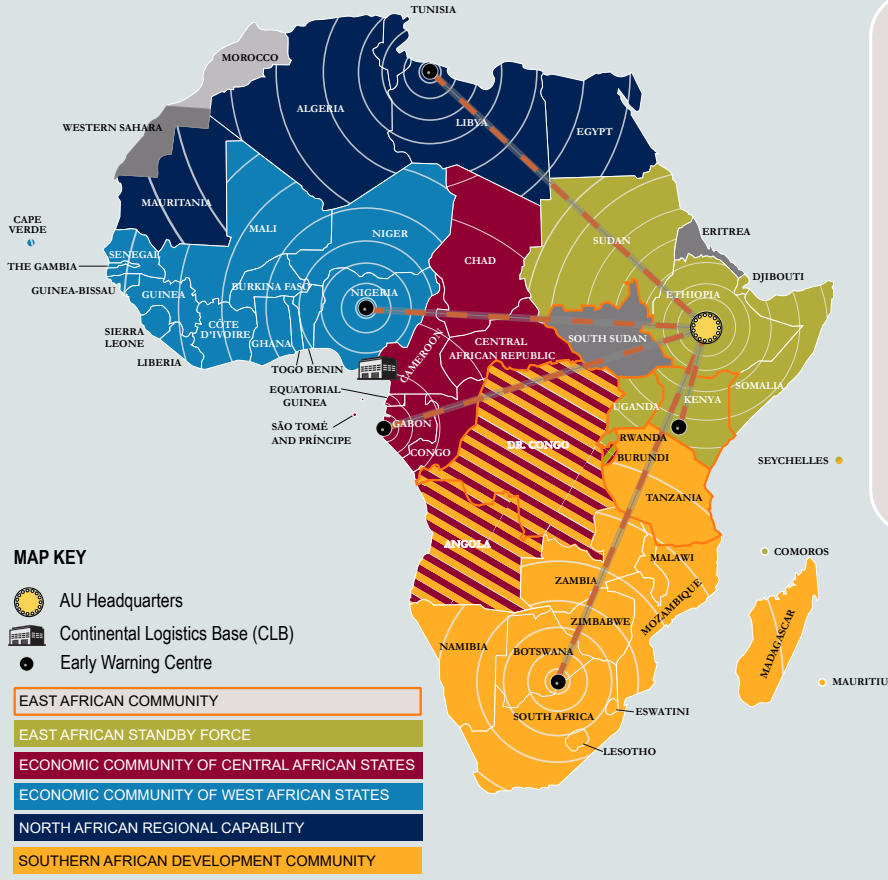 TUNISIA
MOROCCO
ALGERIA
LIBYA
EGYPT
WESTERN SAHARA
MAURITANIA
CAPE
VERDE
MALI
NIGER
CHAD
SUDAN
ERITREA
SENEGAL
THE GAMBIA
DJIBOUTI
GUINEA-BISSAU
GUINEA
BURKINA FASO
NIGERIA
ETHIOPIA
SIERRA
LEONE
CÔTE
D'IVOIRE
GHANA
LIBERIA
TOGO BENIN
CAMEROON
CENTRAL
AFRICAN REPUBLIC
SOUTH SUDAN
SOMALIA
EQUATORIAL
GUINEA
UGANDA
KENYA
SÃO TOMÉ
AND PRÍNCIPE
GABON
CONGO
DR. CONGO
RWANDA
BURUNDI
SEYCHELLES
TANZANIA
ANGOLA
COMOROS
MALAWI
ZAMBIA
MOZAMBIQUE
ZIMBABWE
MADAGASCAR
NAMIBIA
BOTSWANA
MAURITIU
SOUTH AFRICA
ESWATINI
LESOTHO
MAP KEY
AU Headquarters
Continental Logistics Base (CLB)
Early Warning Centre
EAST AFRICAN COMMUNITY
EAST AFRICAN STANDBY FORCE
ECONOMIC COMMUNITY OF CENTRAL AFRICAN STATES
ECONOMIC COMMUNITY OF WEST AFRICAN STATES
NORTH AFRICAN REGIONAL CAPABILITY
SOUTHERN AFRICAN DEVELOPMENT COMMUNITY